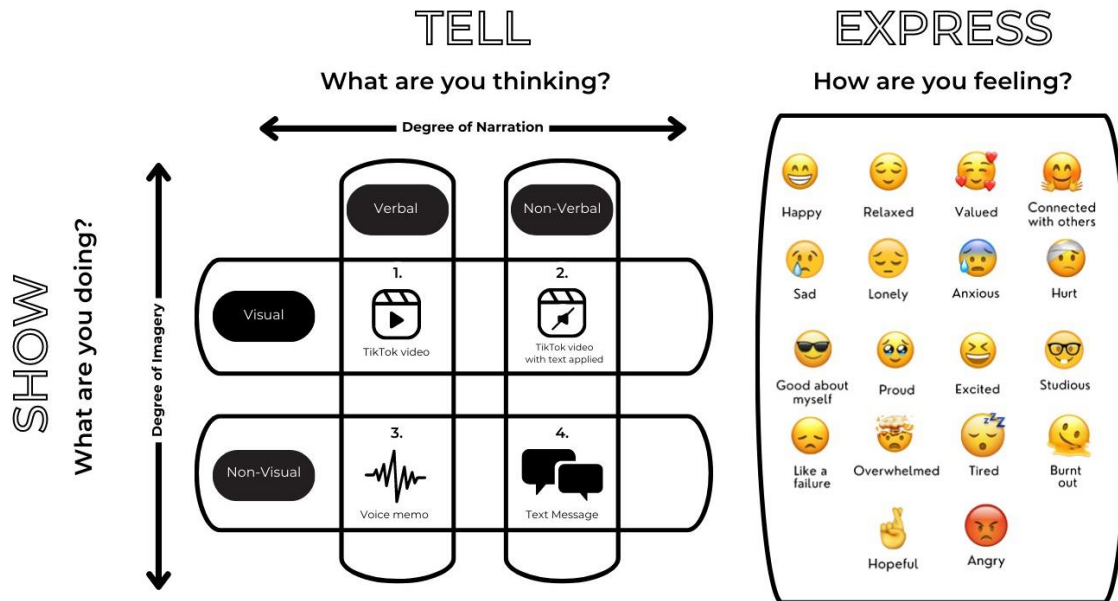 TELL
What are you thinking?
Degree of Narration
SHOW
What are you doing?
Degree of Imagery
Verbal
Non-Verbal
Visual
1.
TikTok video
2.
TikTok video
with text applied
Non-Visual
3.
Voice memo
4.
Text Message
EXPRESS
How are you feeling?
Happy
Relaxed
Valued
Connected
with others
Sad
Lonely
Anxious
Hurt
Good about
myself
Proud
Excited
Studious
Like a
failure
Overwhelmed
zzZ
Tired
Burnt
out
Hopeful
Angry